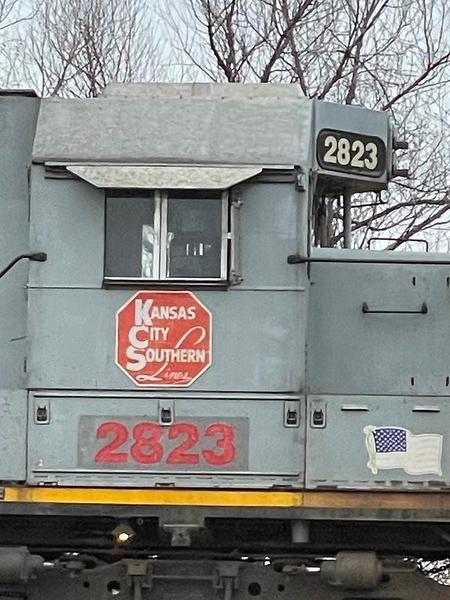 2823
KANSAS
CITY
SOUTHERN
Lines
2823